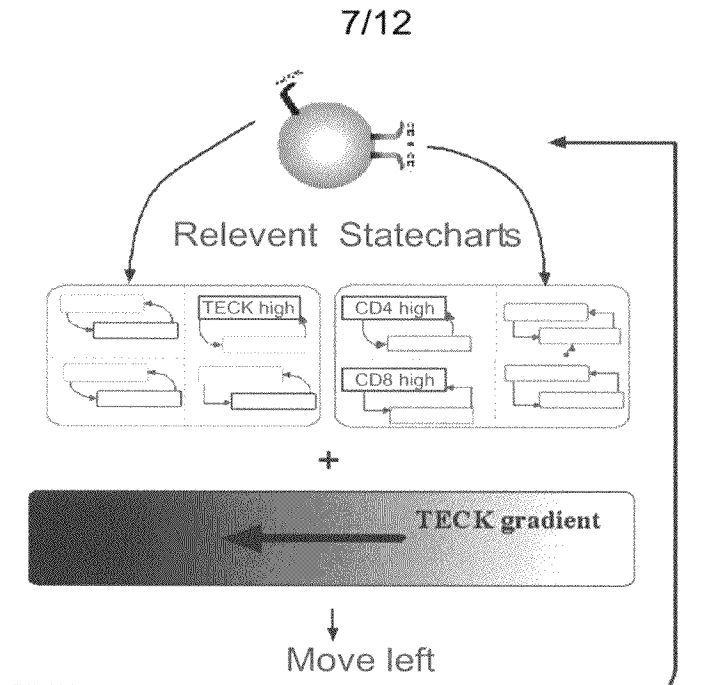 7/12
Relevent Statecharts
TECK high
CD4 high
CD8 high
+
TECK gradient
Move left